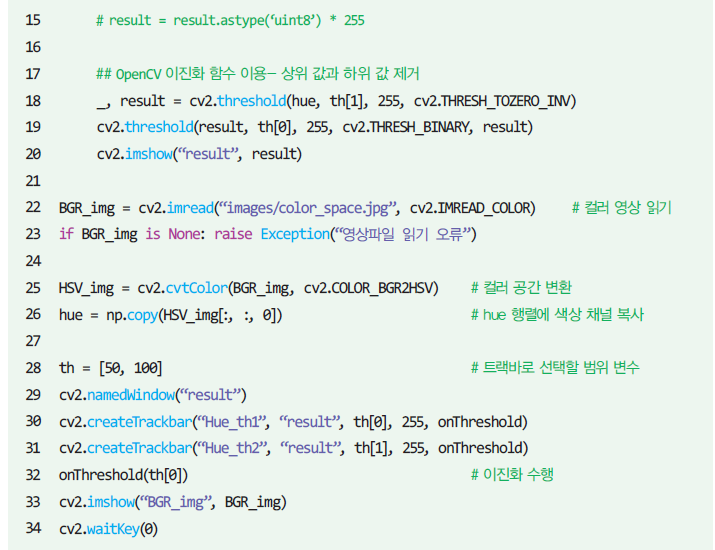 15 # result = result.astype(‘uint8’) * 255
16
17 ## OpenCV 이진화 함수 이용- 상위 값과 하위 값 제거
18 _, result = cv2.threshold(hue, th[1], 255, cv2.THRESH_TOZERO_INV)
19 cv2.threshold(result, th[0], 255, cv2.THRESH_BINARY, result)
20 cv2.imshow(“result”, result)
21
22 BGR_img = cv2.imread(“images/color_space.jpg”, cv2.IMREAD_COLOR) # 컬러 영상 읽기
23 if BGR_img is None: raise Exception(“영상파일 읽기 오류”)
24
25 HSV_img = cv2.cvtColor(BGR_img, cv2.COLOR_BGR2HSV) # 컬러 공간 변환
26 hue = np.copy(HSV_img[:, :, 0]) # hue 행렬에 색상 채널 복사
27
28 th = [50, 100] # 트랙바로 선택할 범위 변수
29 cv2.namedWindow(“result”)
30 cv2.createTrackbar(“Hue_th1”, “result”, th[0], 255, onThreshold)
31 cv2.createTrackbar(“Hue_th2”, “result”, th[1], 255, onThreshold)
32 onThreshold(th[0]) # 이진화 수행
33 cv2.imshow(“BGR_img”, BGR_img)
34 cv2.waitKey(0)